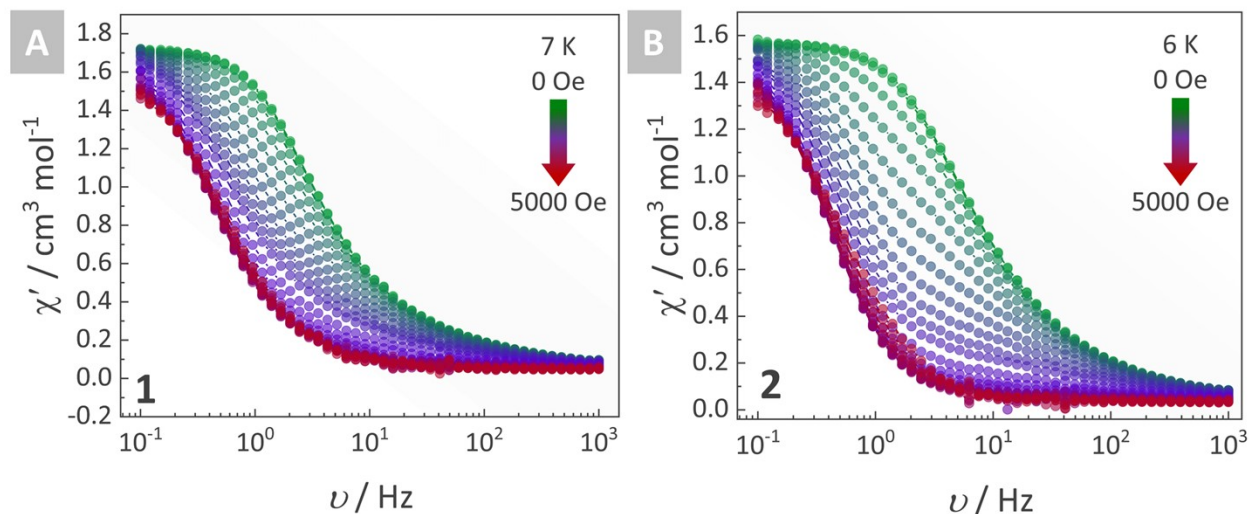 A
1.8
1.6
1.4
1.2
1.0
0.8
0.6
0.4
0.2
0.0
-0.2
χ′ / cm³ mol⁻¹
7 K
0 Oe
5000 Oe
1
10⁻¹ 10⁰ 10¹ 10² 10³
υ / Hz
B
1.6
1.4
1.2
1.0
0.8
0.6
0.4
0.2
0.0
χ′ / cm³ mol⁻¹
6 K
0 Oe
5000 Oe
2
10⁻¹ 10⁰ 10¹ 10² 10³
υ / Hz